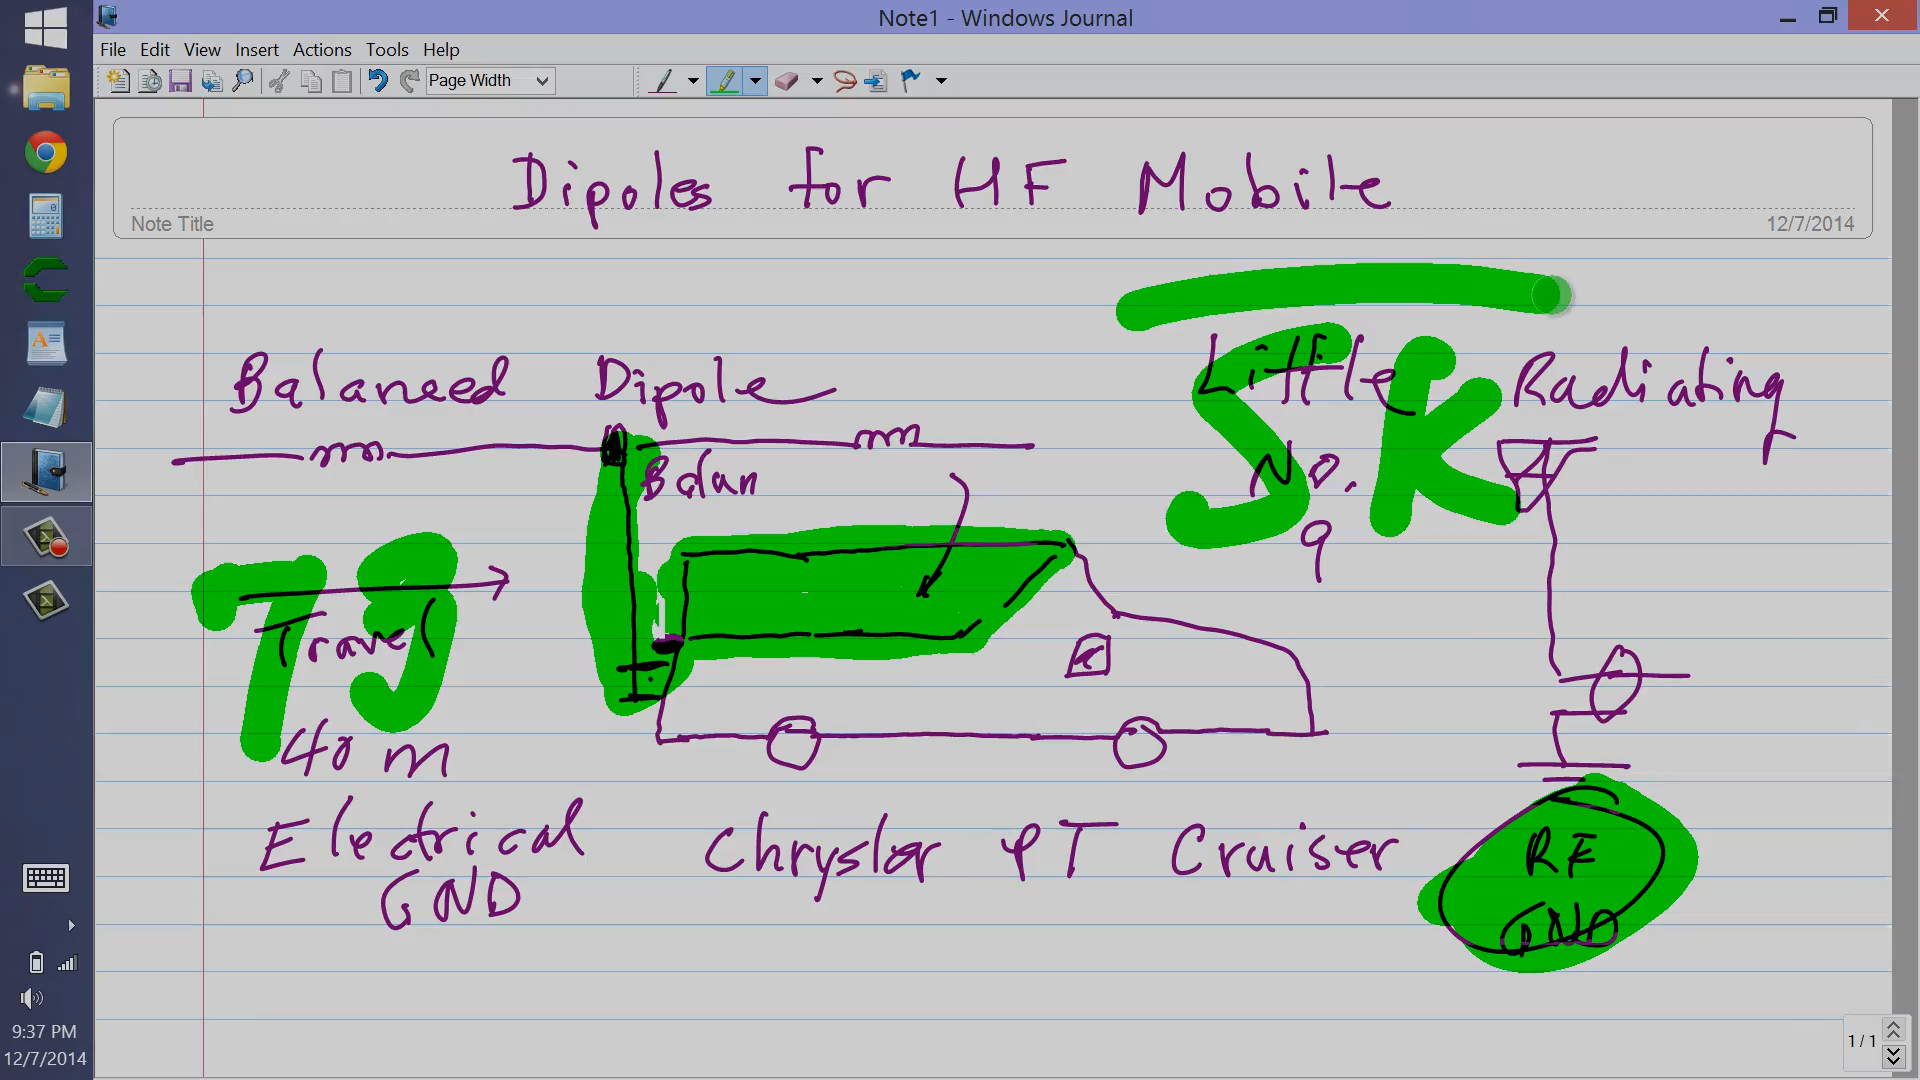 Note1 - Windows Journal
File Edit View Insert Actions Tools Help
Page Width
Dipoles for HF Mobile
Note Title
12/7/2014
Balanced Dipole
Little Radiating
No. 9
Balun
SK
73
Travel
40 m
Electrical
GND
Chrysler PT Cruiser
RF
GND
9:37 PM
12/7/2014
1 / 1